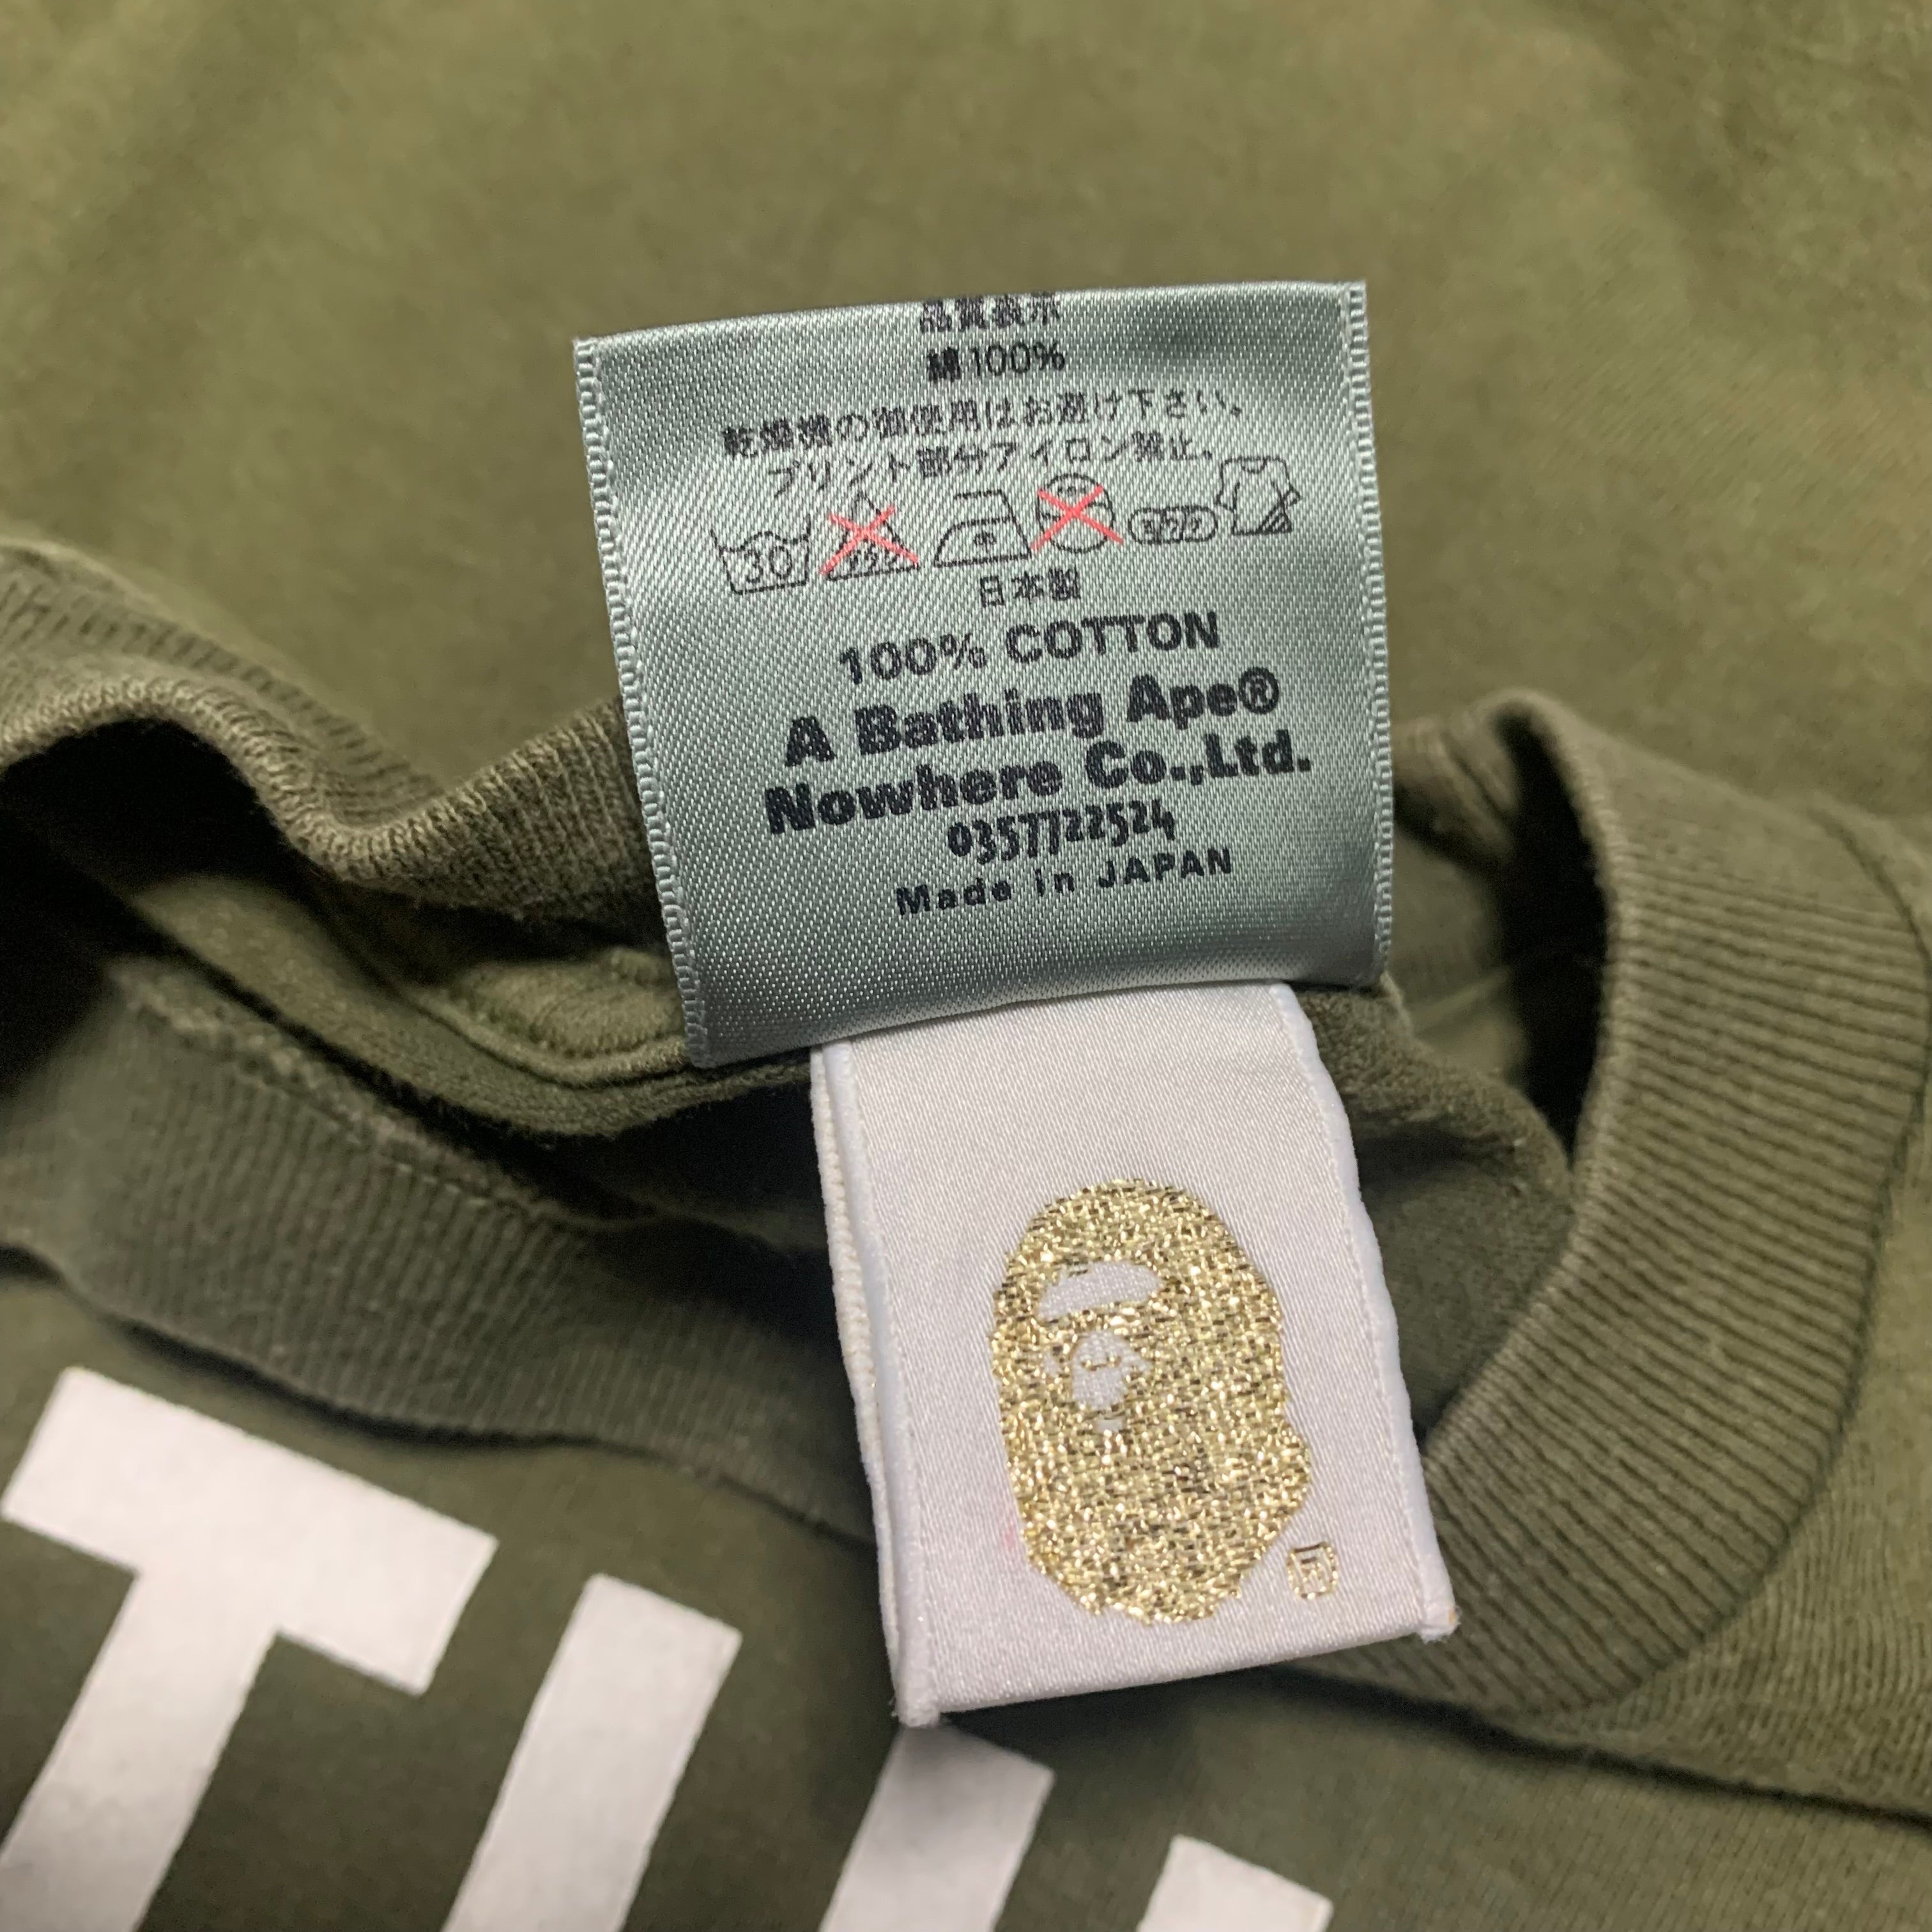 品質表示
綿100%
乾燥機の御使用はお避け下さい。
プリント部分アイロン禁止。
30
日本製
100% COTTON
A Bathing Ape®
Nowhere Co.,Ltd.
0357722524
Made in JAPAN